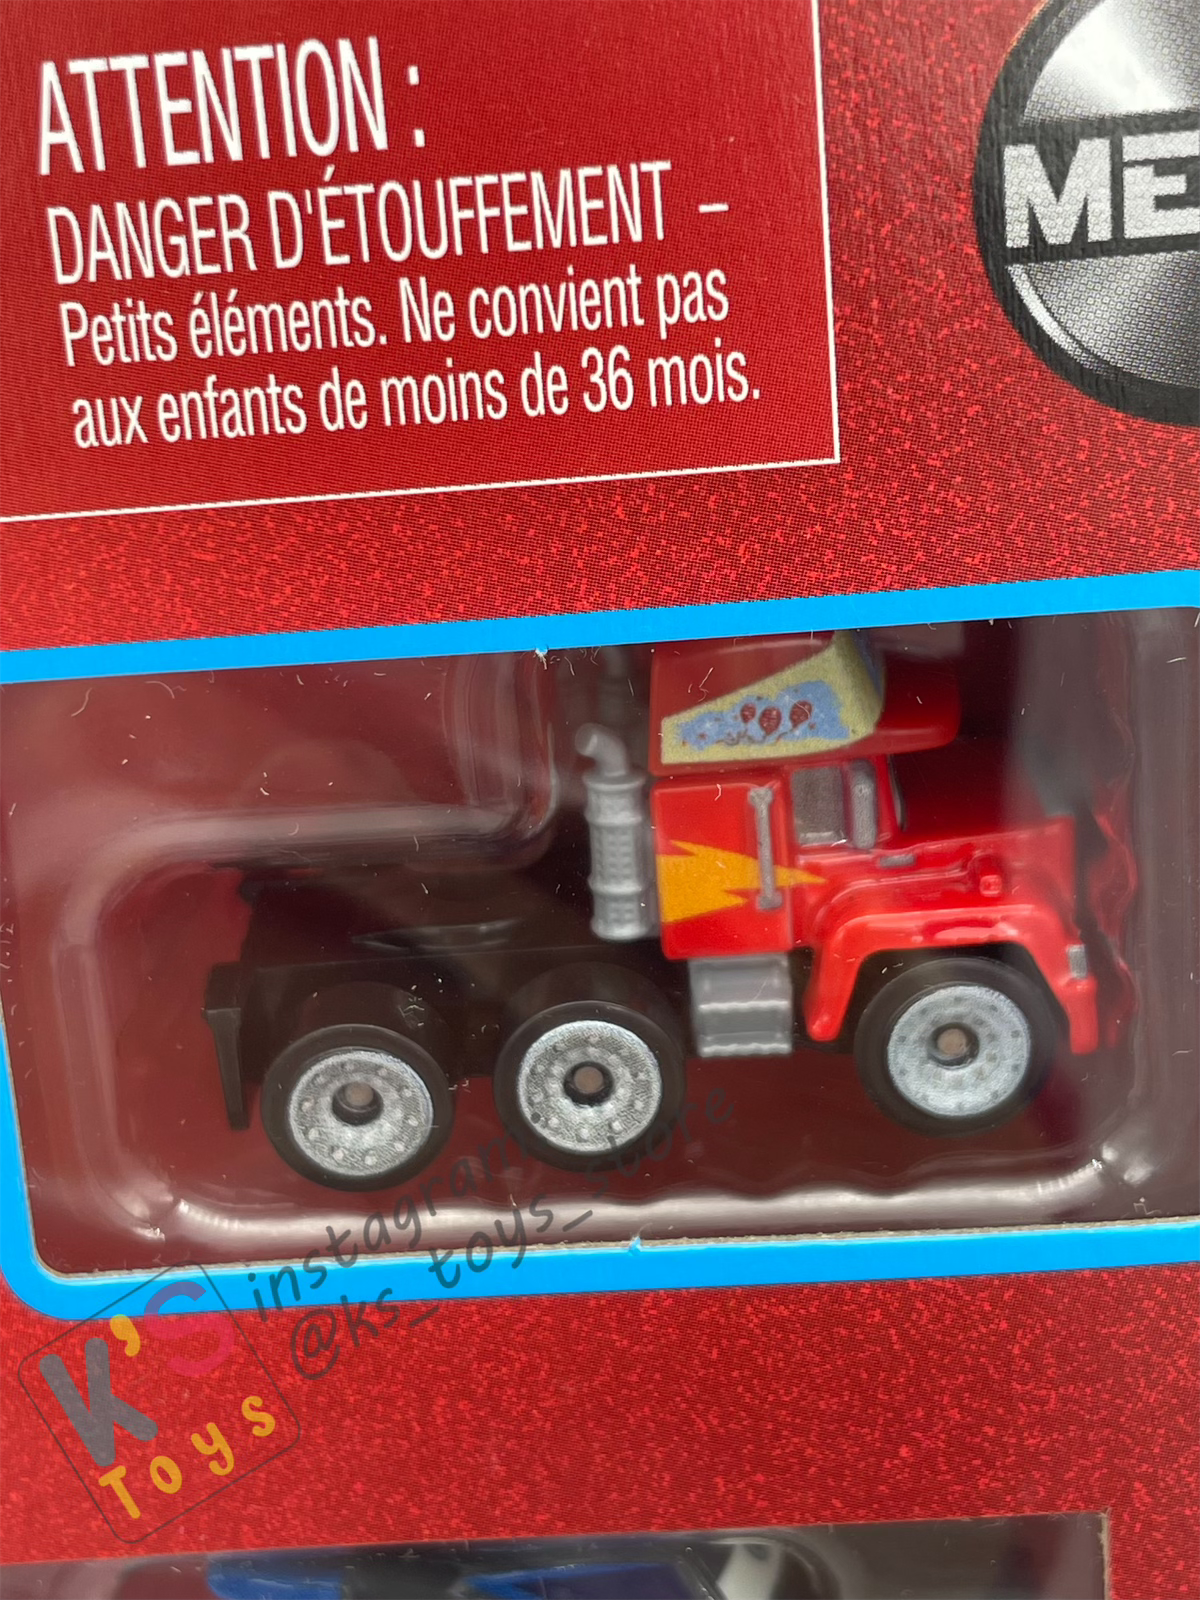 ATTENTION :
DANGER D'ÉTOUFFEMENT –
Petits éléments. Ne convient pas
aux enfants de moins de 36 mois.
ME
instagram
@ks_toys_store
K'S
Toys